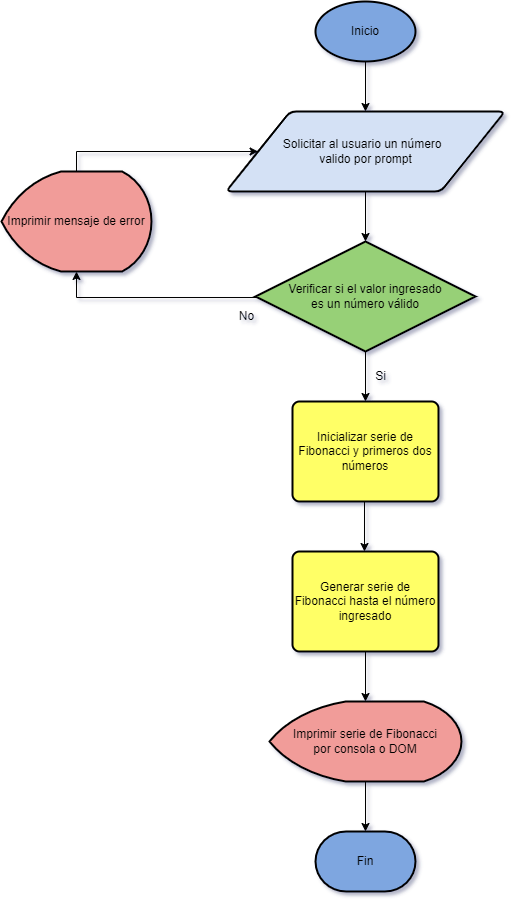 Inicio
Solicitar al usuario un número
valido por prompt
Imprimir mensaje de error
Verificar si el valor ingresado
es un número válido
No
Si
Inicializar serie de
Fibonacci y primeros dos
números
Generar serie de
Fibonacci hasta el número
ingresado
Imprimir serie de Fibonacci
por consola o DOM
Fin